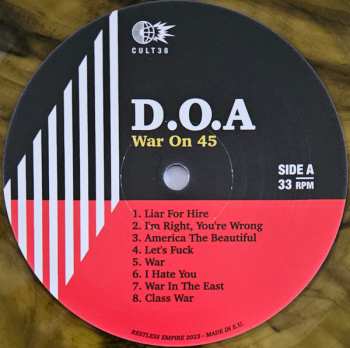 CULT36
D.O.A
War On 45
SIDE A
33 RPM
1. Liar For Hire
2. I'm Right, You're Wrong
3. America The Beautiful
4. Let's Fuck
5. War
6. I Hate You
7. War In The East
8. Class War
RESTLESS EMPIRE 2023 - MADE IN E.U.